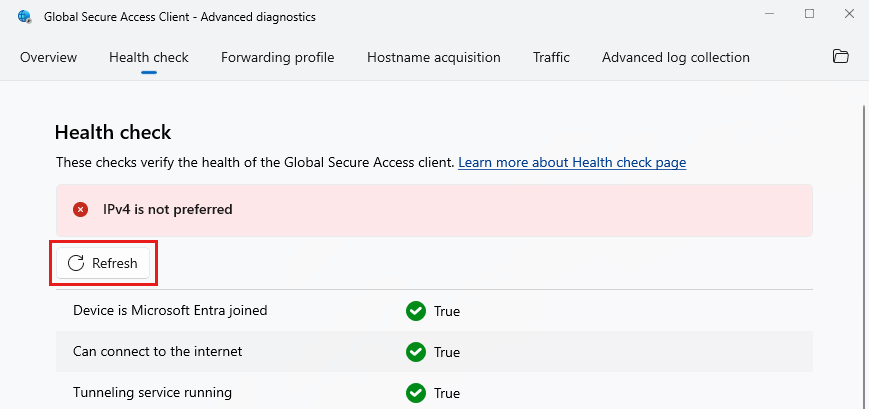 Global Secure Access Client - Advanced diagnostics
Overview Health check Forwarding profile Hostname acquisition Traffic Advanced log collection
Health check
These checks verify the health of the Global Secure Access client. Learn more about Health check page
IPv4 is not preferred
Refresh
Device is Microsoft Entra joined True
Can connect to the internet True
Tunneling service running True